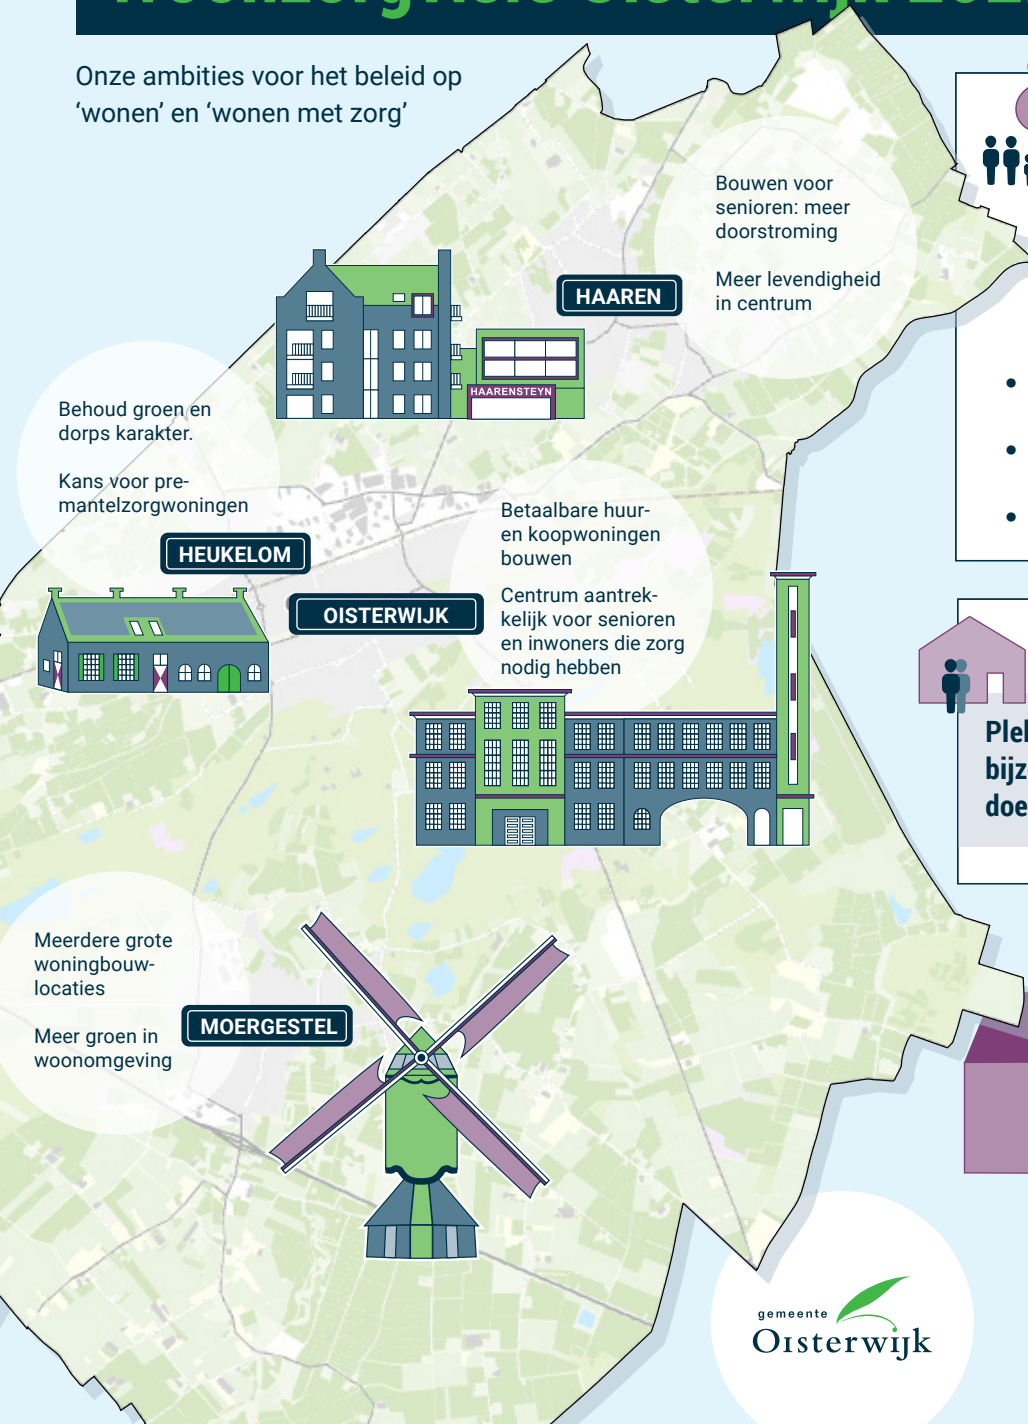 Onze ambities voor het beleid op
‘wonen’ en ‘wonen met zorg’
Bouwen voor
senioren: meer
doorstroming
Meer levendigheid
in centrum
HAAREN
HAARENSTEYN
Behoud groen en
dorps karakter.
Kans voor pre-
mantelzorgwoningen
HEUKELOM
Betaalbare huur-
en koopwoningen
bouwen
Centrum aantrek-
kelijk voor senioren
en inwoners die zorg
nodig hebben
OISTERWIJK
bijz
doe
Meerdere grote
woningbouw-
locaties
Meer groen in
woonomgeving
MOERGESTEL
gemeente
Oisterwijk